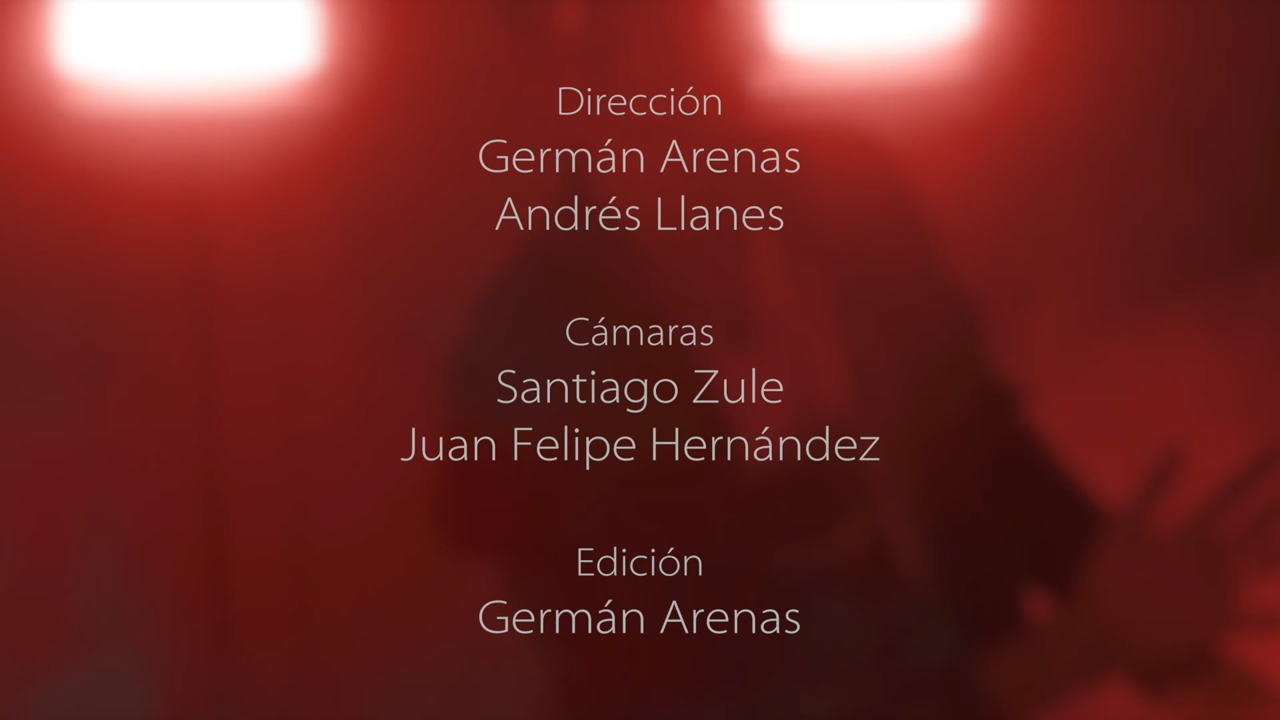 Dirección
Germán Arenas
Andrés Llanes
Cámaras
Santiago Zule
Juan Felipe Hernández
Edición
Germán Arenas